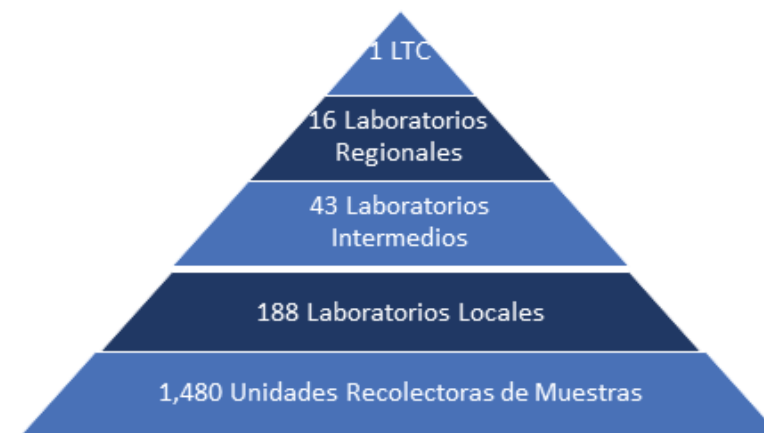 1 LTC
16 Laboratorios
Regionales
43 Laboratorios
Intermedios
188 Laboratorios Locales
1,480 Unidades Recolectoras de Muestras